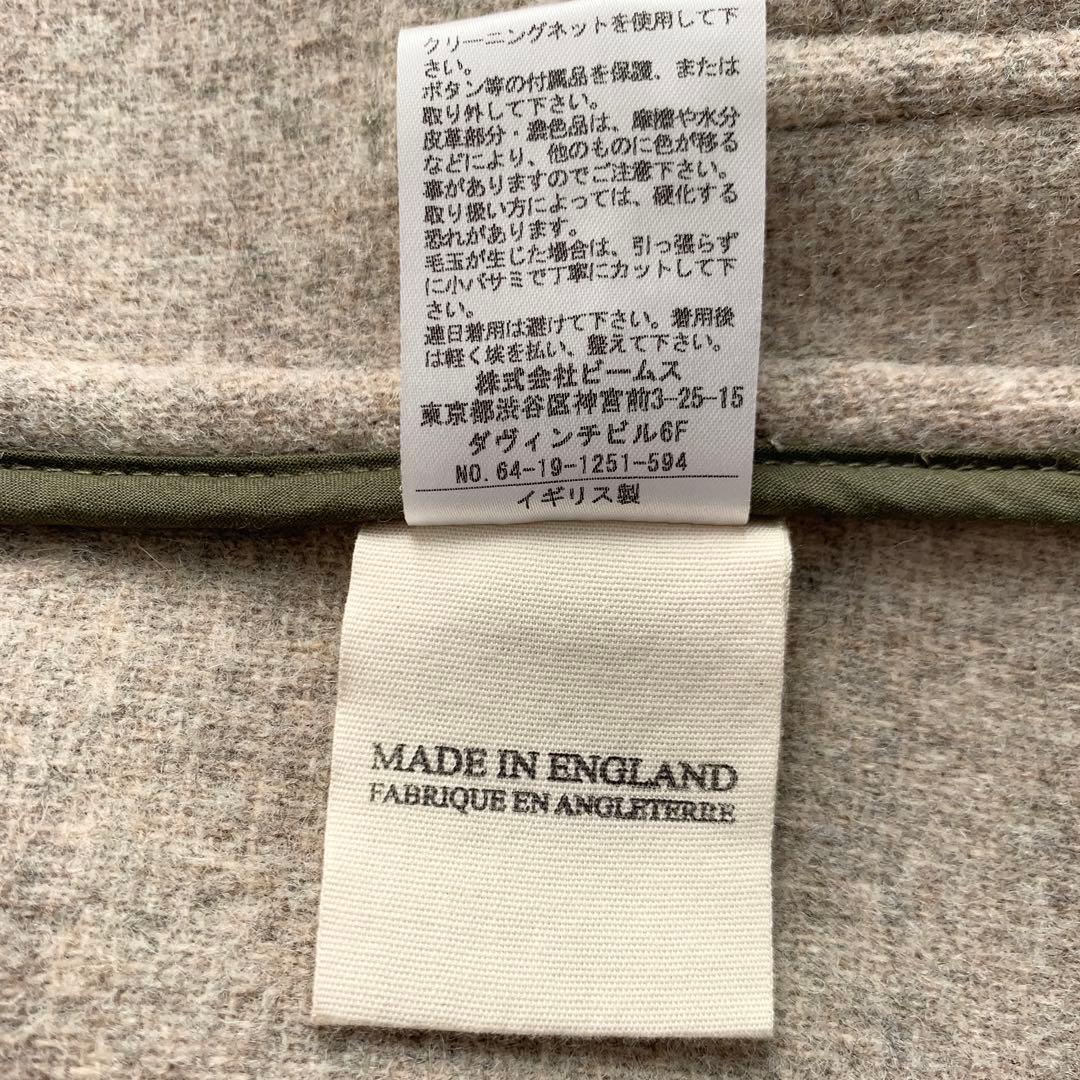 クリーニングネットを使用して下
さい。
ボタン等の付属品を保護、または
取り外して下さい。
皮革部分・濃色品は、摩擦や水分
などにより、他のものに色が移る
事がありますのでご注意下さい。
取り扱い方によっては、硬化する
恐れがあります。
毛玉が生じた場合は、引っ張らず
に小バサミで丁寧にカットして下
さい。
連日着用は避けて下さい。着用後
は軽く埃を払い、整えて下さい。
株式会社ビームス
東京都渋谷区神宮前3-25-15
ダヴィンチビル6F
NO. 64-19-1251-594
イギリス製
MADE IN ENGLAND
FABRIQUE EN ANGLETERRE